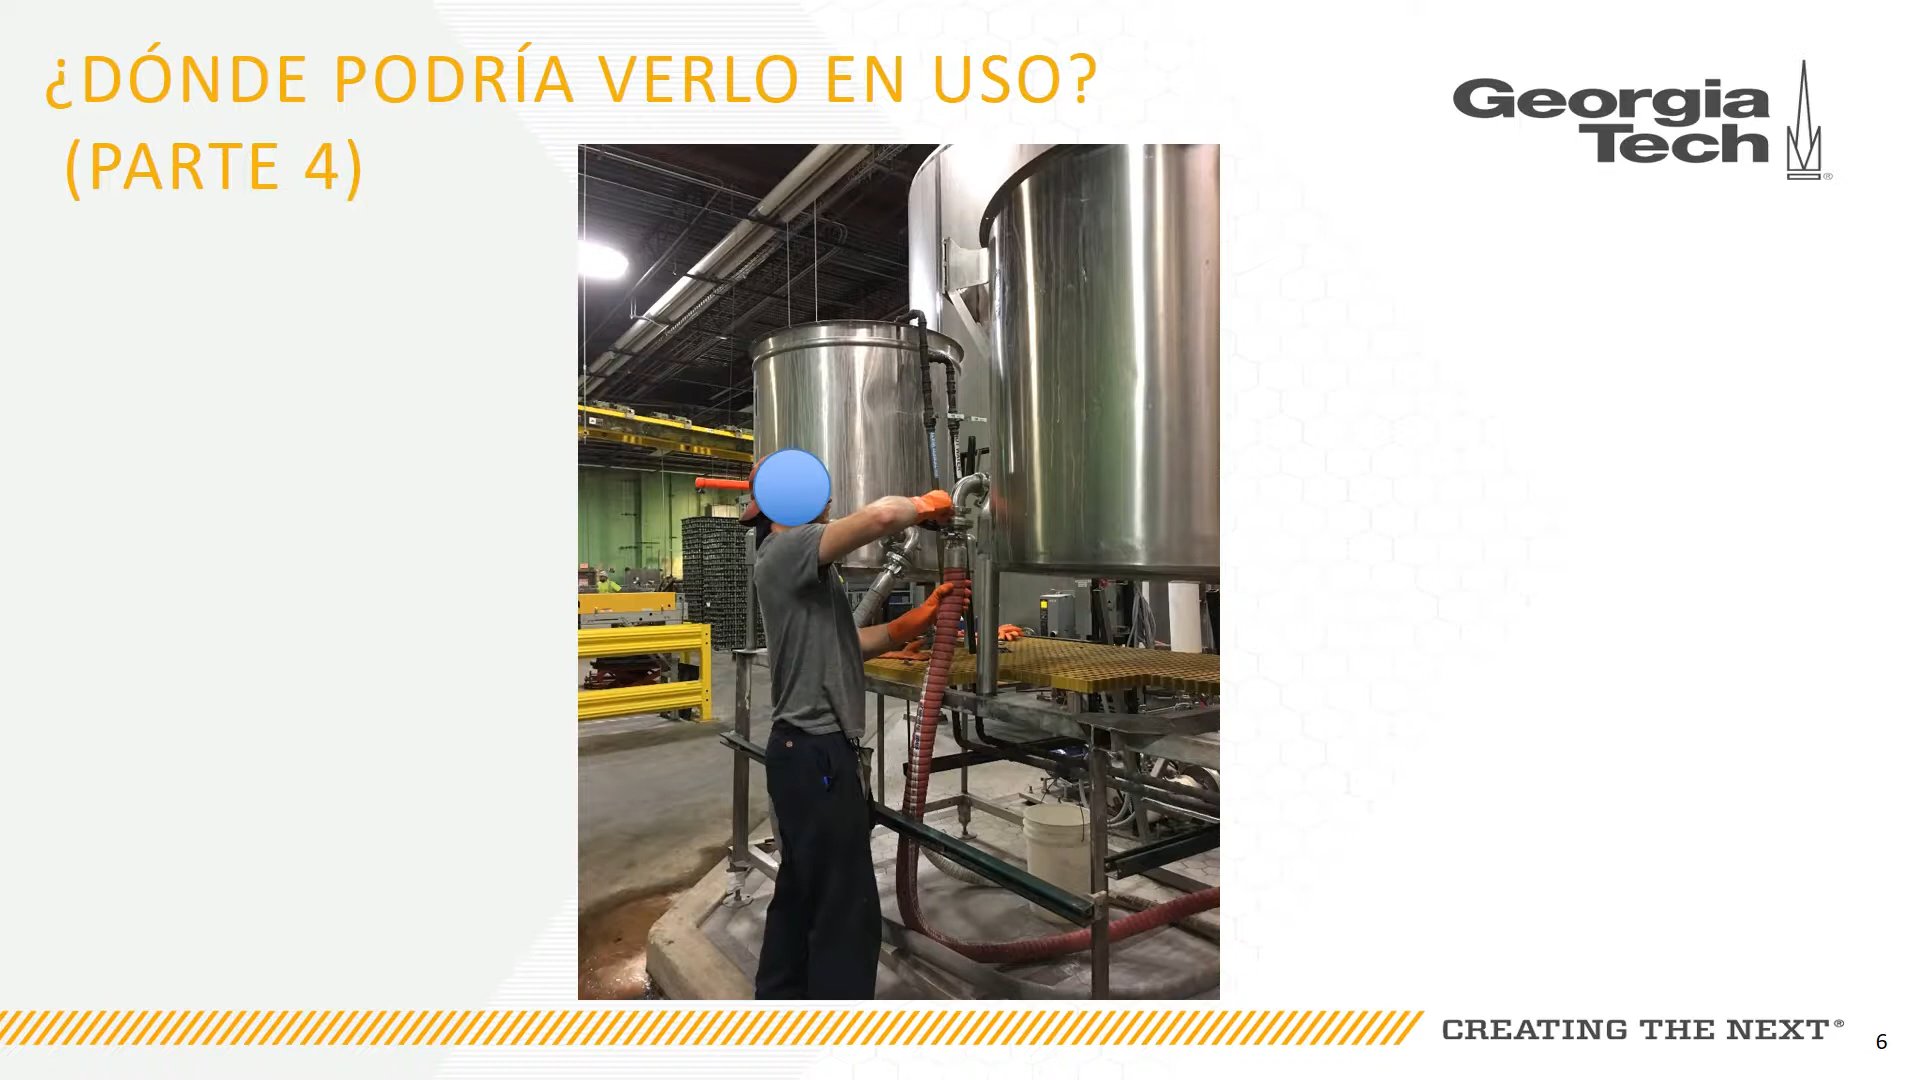 ¿DÓNDE PODRÍA VERLO EN USO?
(PARTE 4)
Georgia
Tech
®
CREATING THE NEXT®
6